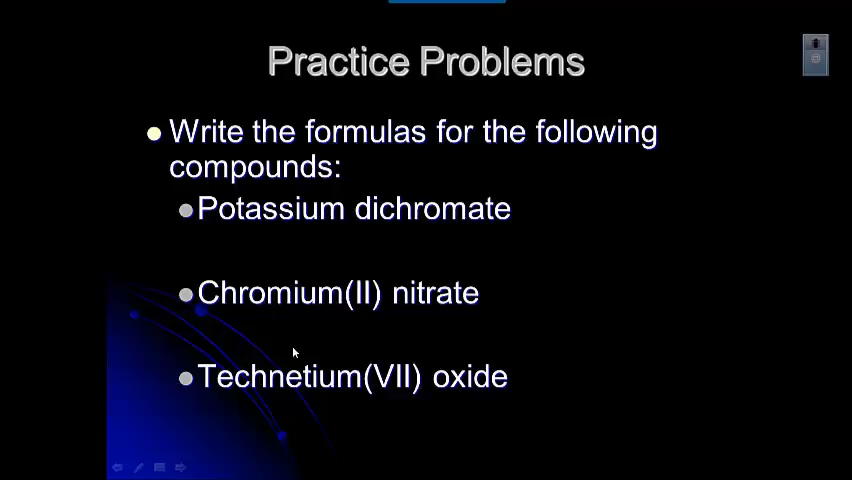 Practice Problems
Write the formulas for the following
compounds:
Potassium dichromate
Chromium(II) nitrate
Technetium(VII) oxide